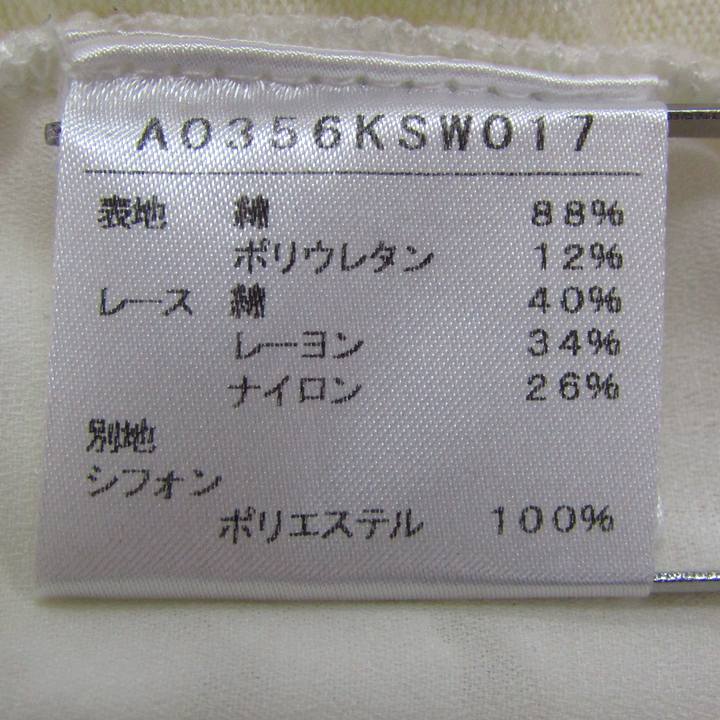 A0356KSW017
表地 綿 88%
ポリウレタン 12%
レース 綿 40%
レーヨン 34%
ナイロン 26%
別地
シフォン
ポリエステル 100%